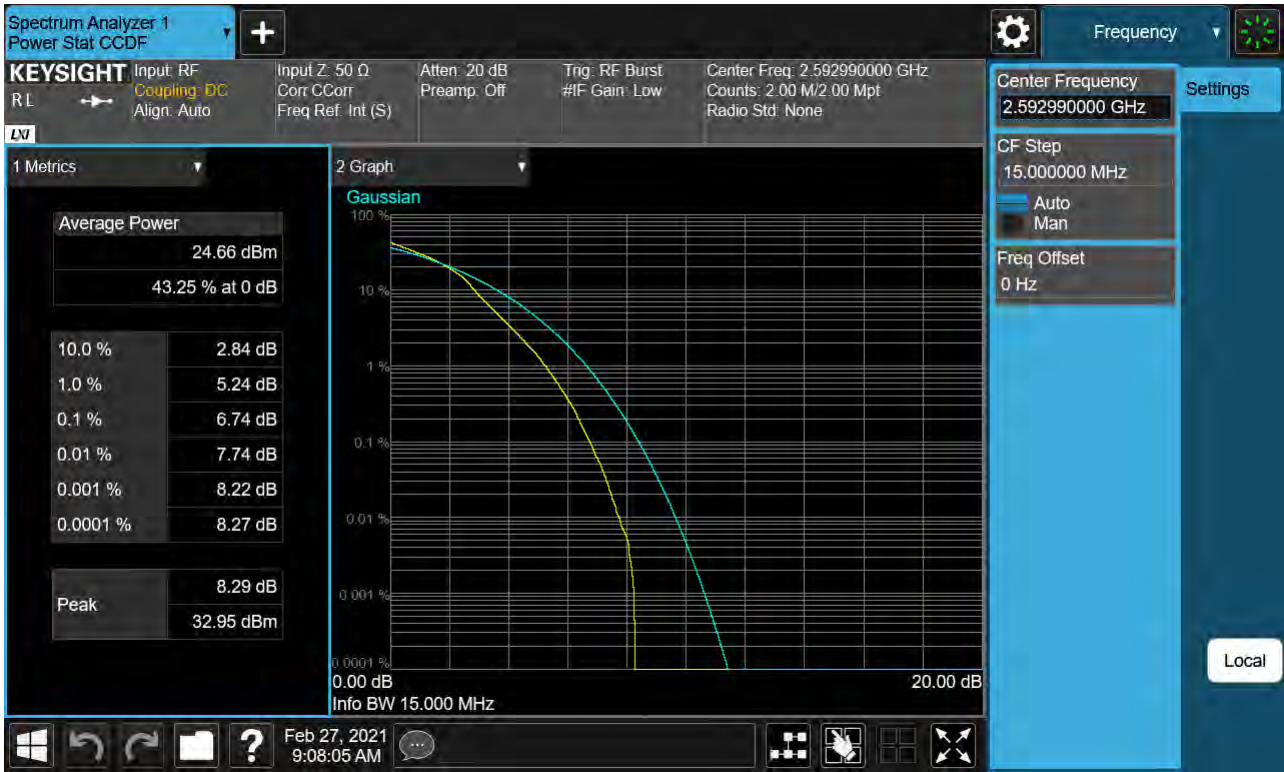 Spectrum Analyzer 1
Power Stat CCDF
+
Frequency
KEYSIGHT
RL
LXI
Input: RF
Coupling: DC
Align: Auto
Input Z: 50 Ω
Corr CCorr
Freq Ref: Int (S)
Atten: 20 dB
Preamp: Off
Trig: RF Burst
#IF Gain: Low
Center Freq: 2.592990000 GHz
Counts: 2.00 M/2.00 Mpt
Radio Std: None
Center Frequency
2.592990000 GHz
Settings
CF Step
15.000000 MHz
Auto
Man
Freq Offset
0 Hz
Local
1 Metrics
Average Power
24.66 dBm
43.25 % at 0 dB
10.0 % 2.84 dB
1.0 % 5.24 dB
0.1 % 6.74 dB
0.01 % 7.74 dB
0.001 % 8.22 dB
0.0001 % 8.27 dB
Peak
8.29 dB
32.95 dBm
2 Graph
Gaussian
100 %
10 %
1 %
0.1 %
0.01 %
0.001 %
0.0001 %
0.00 dB 20.00 dB
Info BW 15.000 MHz
?
Feb 27, 2021
9:08:05 AM